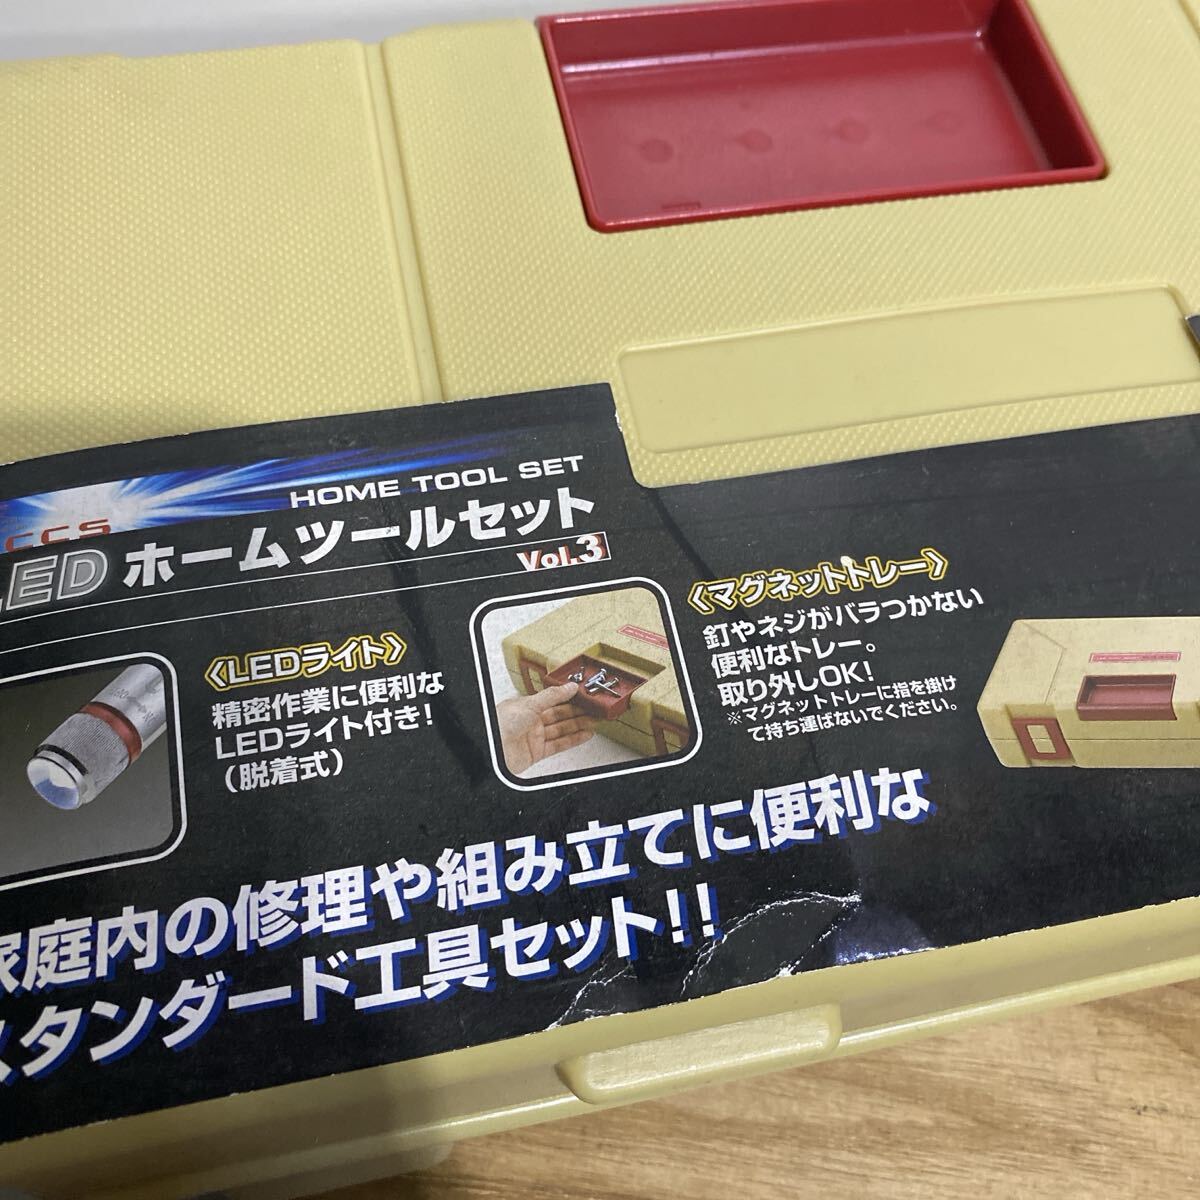 HOME TOOL SET
CCS
LED ホームツールセット
Vol.3
〈LEDライト〉
精密作業に便利な
LEDライト付き!
(脱着式)
〈マグネットトレー〉
釘やネジがバラつかない
便利なトレー。
取り外しOK!
※マグネットトレーに指を掛け
て持ち運ばないでください。
家庭内の修理や組み立てに便利な
スタンダード工具セット!!